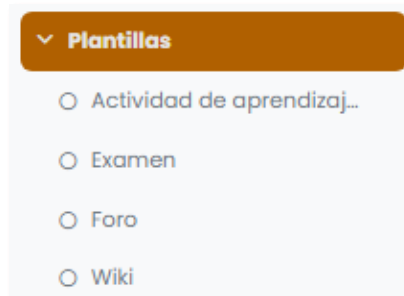 Plantillas
Actividad de aprendizaj...
Examen
Foro
Wiki